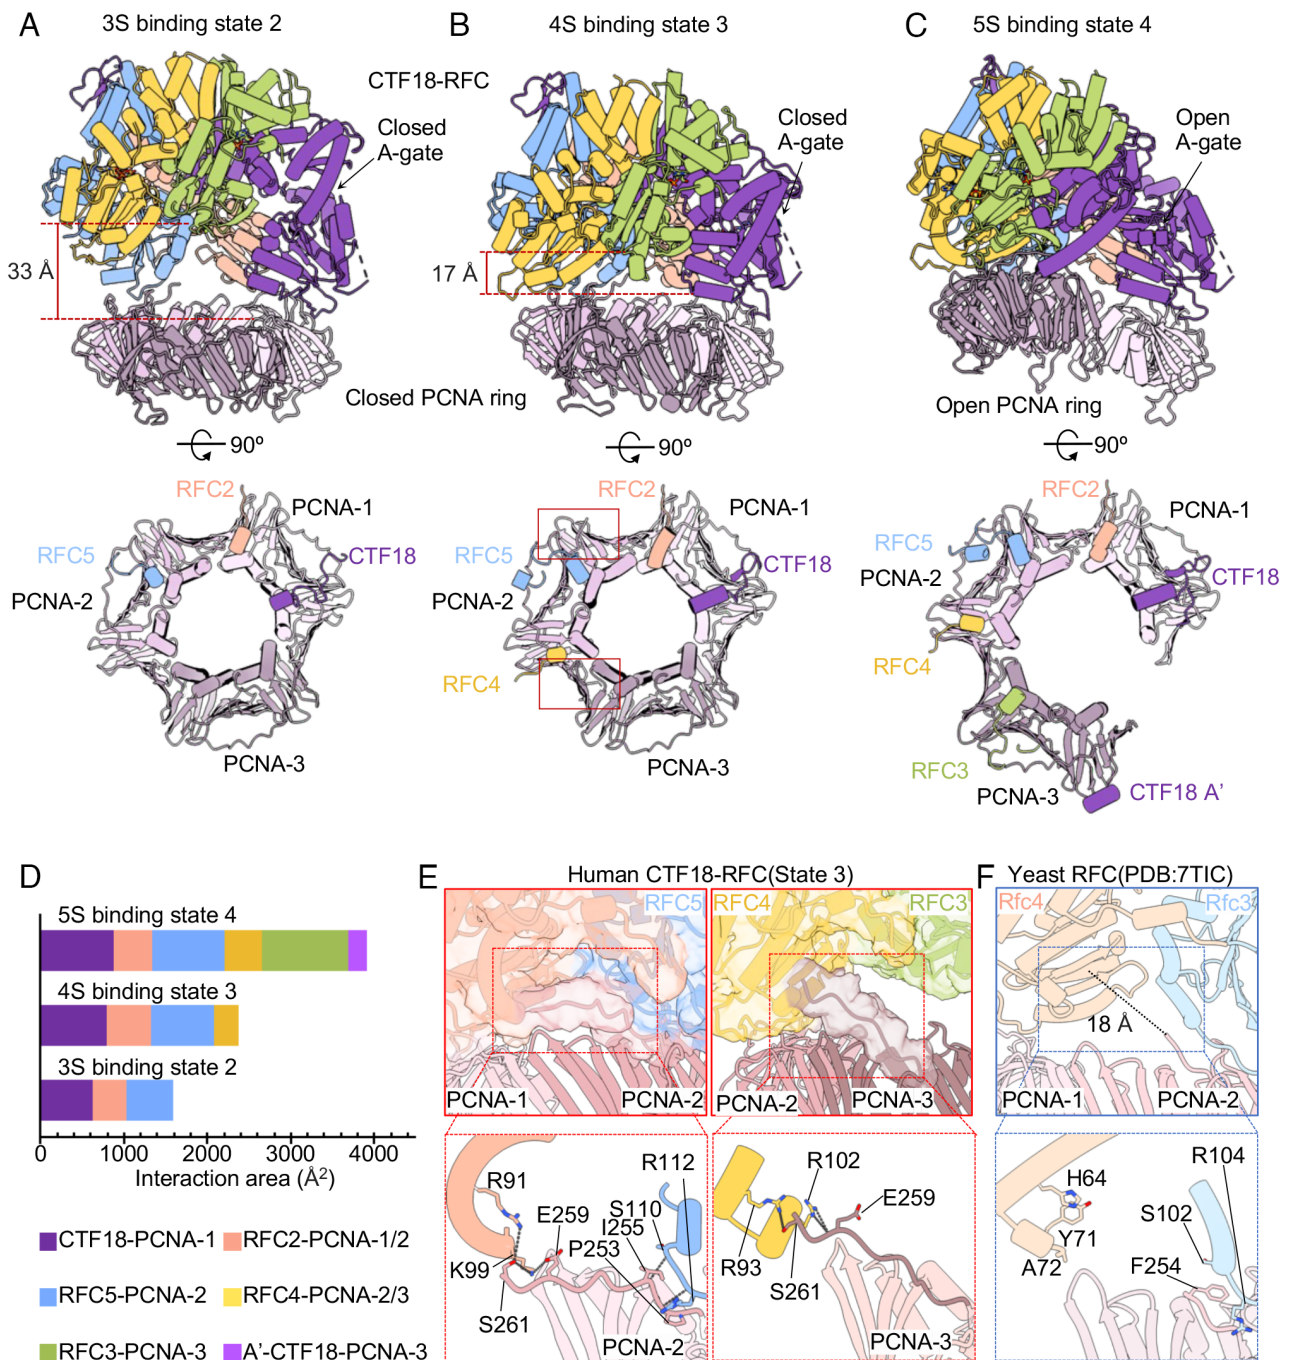 A
3S binding state 2
B
4S binding state 3
C
5S binding state 4
CTF18-RFC
Closed
A-gate
Closed
A-gate
Open
A-gate
33 Å
17 Å
Closed PCNA ring
Open PCNA ring
90º
90º
90º
RFC2
PCNA-1
RFC5
CTF18
PCNA-2
PCNA-3
RFC2
PCNA-1
RFC5
CTF18
PCNA-2
RFC4
PCNA-3
RFC2
PCNA-1
RFC5
PCNA-2
CTF18
RFC4
RFC3
PCNA-3
CTF18 A’
D
5S binding state 4
4S binding state 3
3S binding state 2
0 1000 2000 3000 4000
Interaction area (Å²)
CTF18-PCNA-1
RFC2-PCNA-1/2
RFC5-PCNA-2
RFC4-PCNA-2/3
RFC3-PCNA-3
A’-CTF18-PCNA-3
E
Human CTF18-RFC(State 3)
RFC5
RFC4
RFC3
PCNA-1
PCNA-2
PCNA-2
PCNA-3
R91
R112
E259
S110
I255
P253
K99
S261
PCNA-2
R102
E259
R93
S261
PCNA-3
F
Yeast RFC(PDB:7TIC)
Rfc4
Rfc3
18 Å
PCNA-1
PCNA-2
H64
R104
S102
Y71
A72
F254